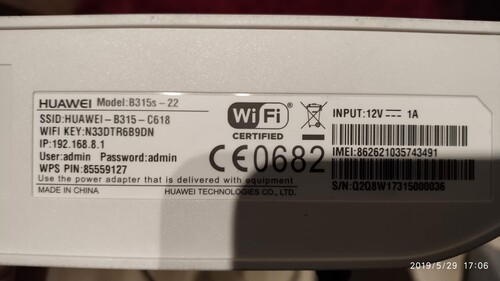 HUAWEI Model:B315s-22
SSID:HUAWEI-B315-C618
WIFI KEY:N33DTR6B9DN
IP:192.168.8.1
User:admin Password:admin
WPS PIN:85559127
Use the power adapter that is delivered with equipment
MADE IN CHINA HUAWEI TECHNOLOGIES CO., LTD.
WiFi
CERTIFIED
CE0682
INPUT:12V⎓1A
IMEI:862621035743491
S/N:Q2Q8W17315000036
2019/5/29 17:06